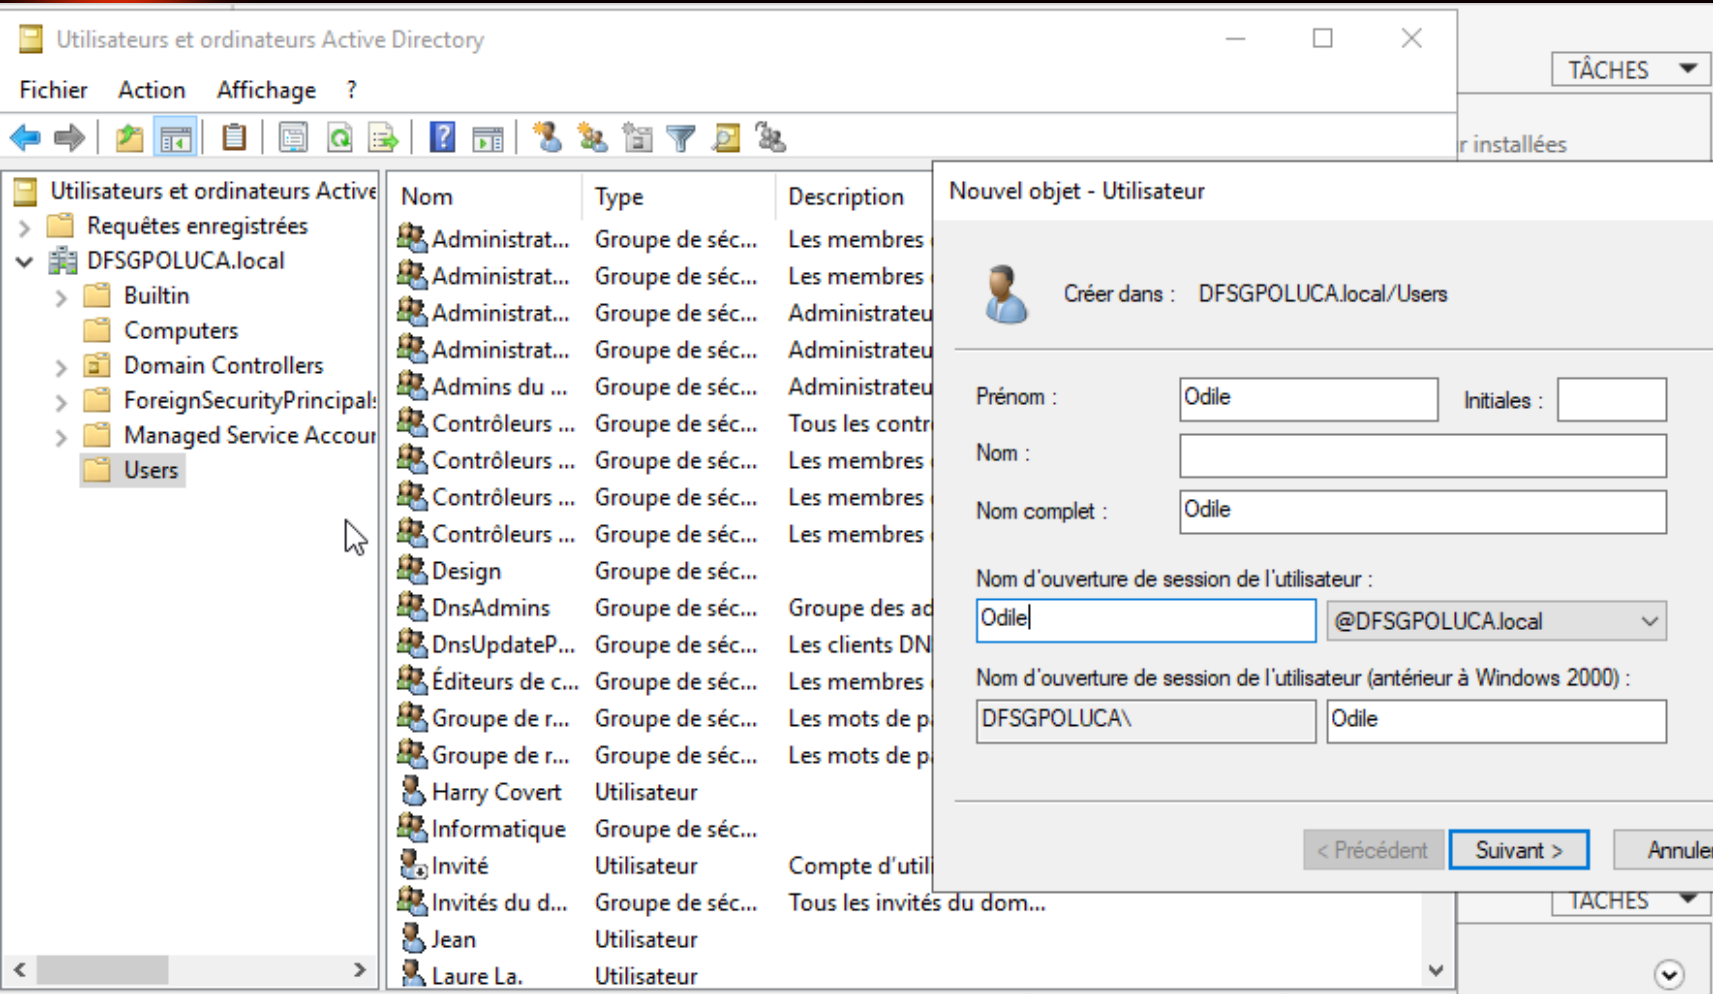 Utilisateurs et ordinateurs Active Directory
Fichier Action Affichage ?
TÂCHES
r installées
Utilisateurs et ordinateurs Active
Requêtes enregistrées
DFSGPOLUCA.local
Builtin
Computers
Domain Controllers
ForeignSecurityPrincipals
Managed Service Accour
Users
Nom Type Description
Administrat... Groupe de séc... Les membres
Administrat... Groupe de séc... Les membres
Administrat... Groupe de séc... Administrateu
Administrat... Groupe de séc... Administrateu
Admins du ... Groupe de séc... Administrateu
Contrôleurs ... Groupe de séc... Tous les contr
Contrôleurs ... Groupe de séc... Les membres
Contrôleurs ... Groupe de séc... Les membres
Contrôleurs ... Groupe de séc... Les membres
Design Groupe de séc...
DnsAdmins Groupe de séc... Groupe des ad
DnsUpdateP... Groupe de séc... Les clients DN
Éditeurs de c... Groupe de séc... Les membres
Groupe de r... Groupe de séc... Les mots de pa
Groupe de r... Groupe de séc... Les mots de pa
Harry Covert Utilisateur
Informatique Groupe de séc...
Invité Utilisateur Compte d'utili
Invités du d... Groupe de séc... Tous les invités du dom...
Jean Utilisateur
Laure La. Utilisateur
Nouvel objet - Utilisateur
Créer dans : DFSGPOLUCA.local/Users
Prénom : Odile Initiales :
Nom :
Nom complet : Odile
Nom d'ouverture de session de l'utilisateur :
Odile @DFSGPOLUCA.local
Nom d'ouverture de session de l'utilisateur (antérieur à Windows 2000) :
DFSGPOLUCA\ Odile
< Précédent Suivant > Annuler
TÂCHES